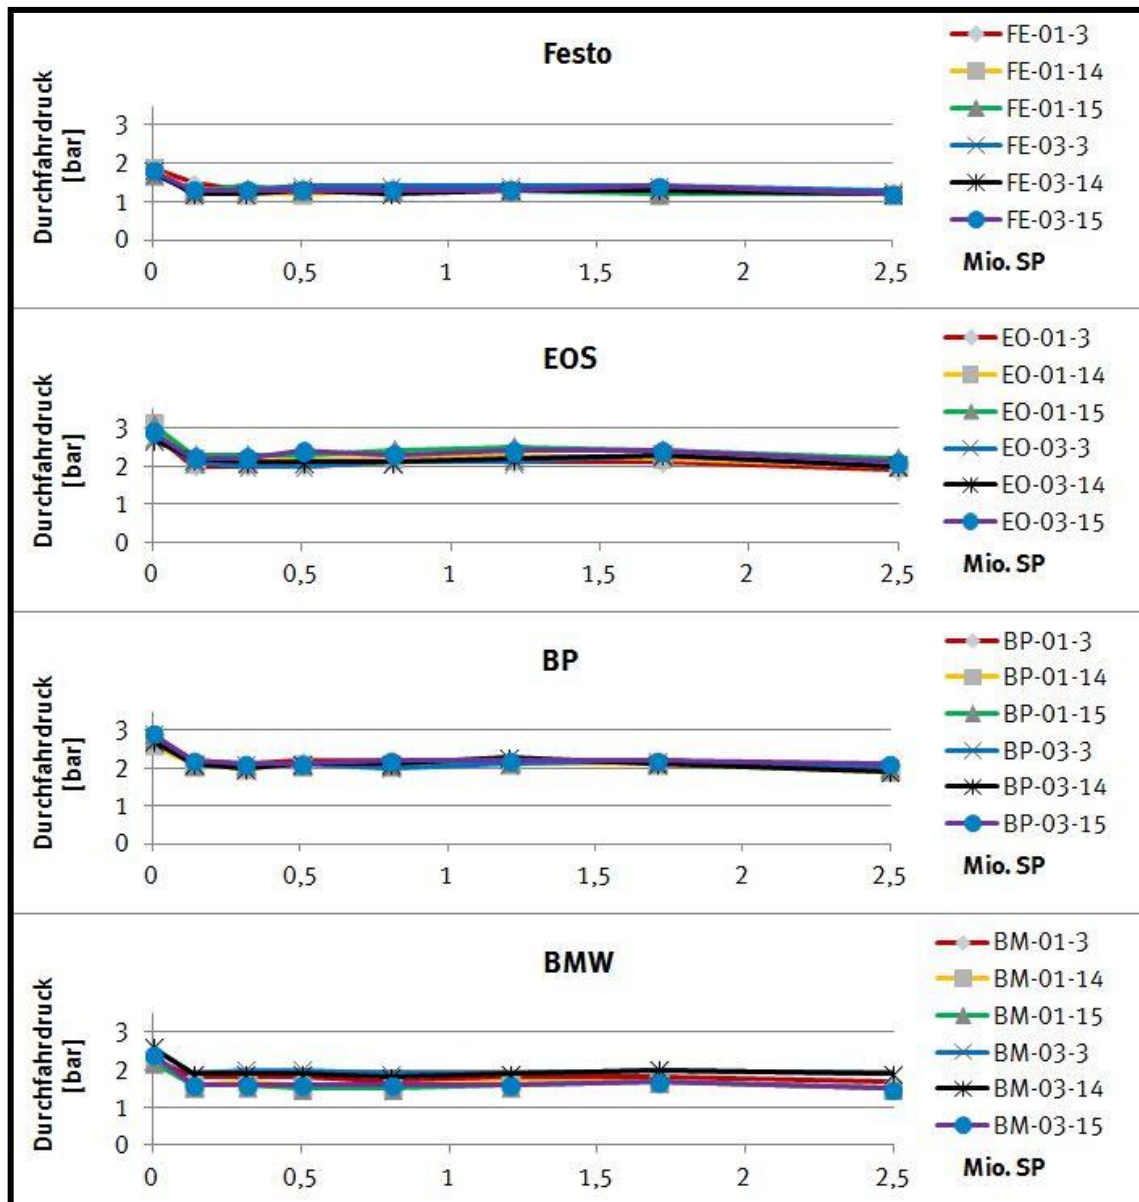 Festo
Durchfahrdruck
[bar]
3
2
1
0
0 0,5 1 1,5 2 2,5
Mio. SP
FE-01-3
FE-01-14
FE-01-15
FE-03-3
FE-03-14
FE-03-15
EOS
Durchfahrdruck
[bar]
3
2
1
0
0 0,5 1 1,5 2 2,5
Mio. SP
EO-01-3
EO-01-14
EO-01-15
EO-03-3
EO-03-14
EO-03-15
BP
Durchfahrdruck
[bar]
3
2
1
0
0 0,5 1 1,5 2 2,5
Mio. SP
BP-01-3
BP-01-14
BP-01-15
BP-03-3
BP-03-14
BP-03-15
BMW
Durchfahrdruck
[bar]
3
2
1
0
0 0,5 1 1,5 2 2,5
Mio. SP
BM-01-3
BM-01-14
BM-01-15
BM-03-3
BM-03-14
BM-03-15